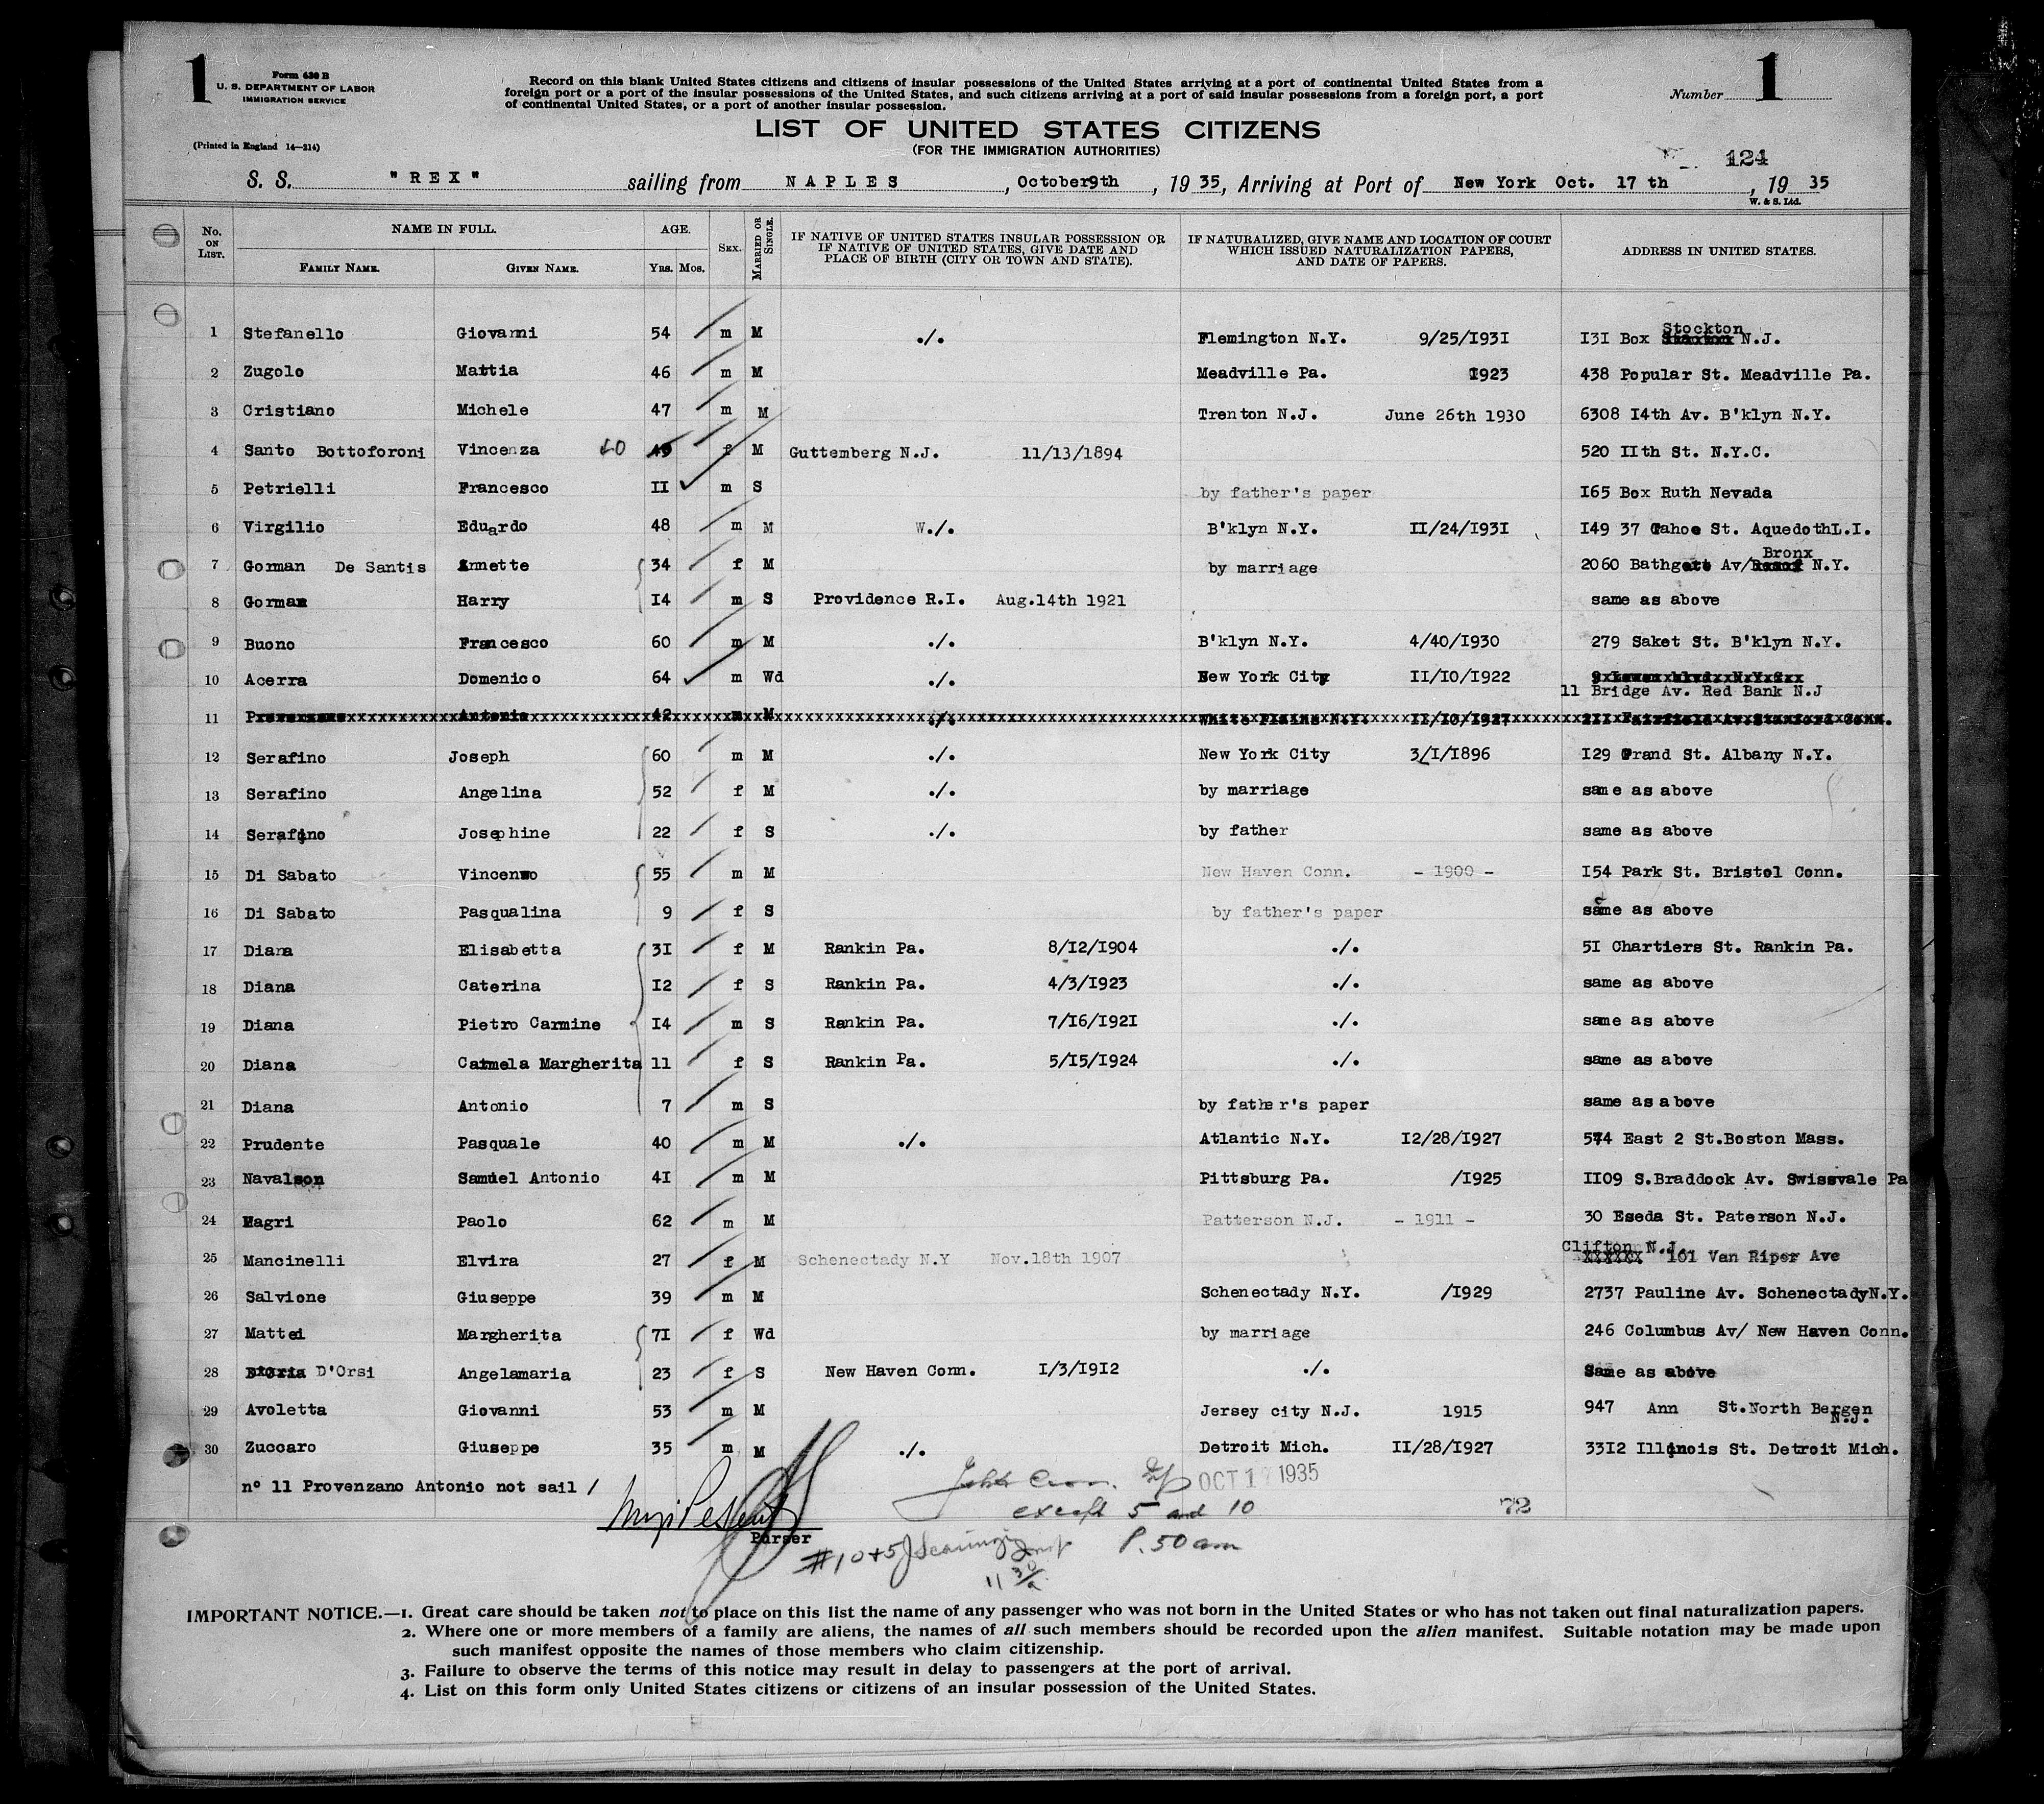 1
Form 630 B
U. S. DEPARTMENT OF LABOR
IMMIGRATION SERVICE
(Printed in England 14—214)
Record on this blank United States citizens and citizens of insular possessions of the United States arriving at a port of continental United States from a
foreign port or a port of the insular possessions of the United States, and such citizens arriving at a port of said insular possessions from a foreign port, a port
of continental United States, or a port of another insular possession.
Number 1
LIST OF UNITED STATES CITIZENS
(FOR THE IMMIGRATION AUTHORITIES)
124
S. S. "REX" sailing from NAPLES, October9th, 1935, Arriving at Port of New York Oct. 17 th, 1935
W. & S. Ltd.
No. ON LIST. NAME IN FULL. FAMILY NAME. GIVEN NAME. AGE. YRS. MOS. SEX. MARRIED OR SINGLE. IF NATIVE OF UNITED STATES INSULAR POSSESSION OR IF NATIVE OF UNITED STATES, GIVE DATE AND PLACE OF BIRTH (CITY OR TOWN AND STATE). IF NATURALIZED, GIVE NAME AND LOCATION OF COURT WHICH ISSUED NATURALIZATION PAPERS, AND DATE OF PAPERS. ADDRESS IN UNITED STATES.
1 Stefanello Giovanni 54 m M ./. Flemington N.Y. 9/25/1931 131 Box Stockton N.J.
2 Zugolo Mattia 46 m M Meadville Pa. 1923 438 Popular St. Meadville Pa.
3 Cristiano Michele 47 m M Trenton N.J. June 26th 1930 6308 14th Av. B'klyn N.Y.
4 Santo Bottoforoni Vincenza 40 f M Guttemberg N.J. 11/13/1894 520 11th St. N.Y.C.
5 Petrielli Francesco 11 m S by father's paper 165 Box Ruth Nevada
6 Virgilio Eduardo 48 m M W./. B'klyn N.Y. 11/24/1931 149 37 Tahoe St. AquedothL.I.
7 Gorman De Santis Annette 34 f M by marriage 2060 Bathgate Av/ Bronx N.Y.
8 Gorman Harry 14 m S Providence R.I. Aug.14th 1921 same as above
9 Buono Francesco 60 m M ./. B'klyn N.Y. 4/40/1930 279 Saket St. B'klyn N.Y.
10 Acerra Domenico 64 m Wd ./. New York City 11/10/1922 11 Bridge Av. Red Bank N.J
11 Antonio 42 m M ./. White Plains N.Y. 11/10/1927 211 Fairfield Av.Stamford Conn.
12 Serafino Joseph 60 m M ./. New York City 3/1/1896 129 Grand St. Albany N.Y.
13 Serafino Angelina 52 f M ./. by marriage same as above
14 Serafino Josephine 22 f S ./. by father same as above
15 Di Sabato Vincenzo 55 m M New Haven Conn. - 1900 - 154 Park St. Bristol Conn.
16 Di Sabato Pasqualina 9 f S by father's paper same as above
17 Diana Elisabetta 31 f M Rankin Pa. 8/12/1904 ./. 51 Chartiers St. Rankin Pa.
18 Diana Caterina 12 f S Rankin Pa. 4/3/1923 ./. same as above
19 Diana Pietro Carmine 14 m S Rankin Pa. 7/16/1921 ./. same as above
20 Diana Carmela Margherita 11 f S Rankin Pa. 5/15/1924 ./. same as above
21 Diana Antonio 7 m S by father's paper same as above
22 Prudente Pasquale 40 m M ./. Atlantic N.Y. 12/28/1927 574 East 2 St.Boston Mass.
23 Navalson Samuel Antonio 41 m M Pittsburg Pa. /1925 1109 S.Braddock Av. Swissvale Pa
24 Magri Paolo 62 m M Patterson N.J. - 1911 - 30 Eseda St. Paterson N.J.
25 Mancinelli Elvira 27 f M Schenectady N.Y Nov.18th 1907 Clifton N.J. 101 Van Riper Ave
26 Salvione Giuseppe 39 m M Schenectady N.Y. /1929 2737 Pauline Av. SchenectadyN.Y.
27 Mattei Margherita 71 f Wd by marriage 246 Columbus Av/ New Haven Conn.
28 D'Orsi Angelamaria 23 f S New Haven Conn. 1/3/1912 ./. Same as above
29 Avoletta Giovanni 53 m M Jersey city N.J. 1915 947 Ann St.North Bergen N.J.
30 Zuccaro Giuseppe 35 m M ./. Detroit Mich. 11/28/1927 3312 Illinois St. Detroit Mich.
n° 11 Provenzano Antonio not sail /
OCT 17 1935
except 5 and 10
72
Purser
#10+5 J Scaringi Insp
8.50am
11 30/a
IMPORTANT NOTICE.—1. Great care should be taken not to place on this list the name of any passenger who was not born in the United States or who has not taken out final naturalization papers.
2. Where one or more members of a family are aliens, the names of all such members should be recorded upon the alien manifest. Suitable notation may be made upon
such manifest opposite the names of those members who claim citizenship.
3. Failure to observe the terms of this notice may result in delay to passengers at the port of arrival.
4. List on this form only United States citizens or citizens of an insular possession of the United States.